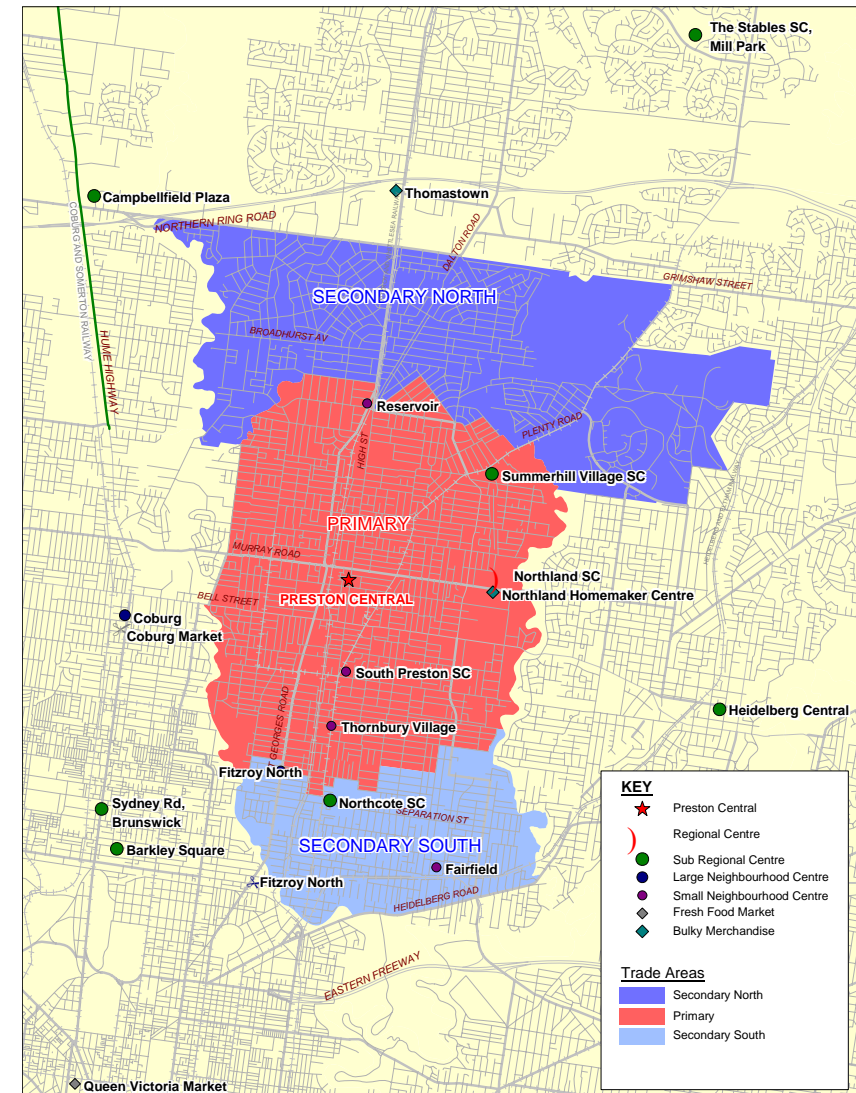 The Stables SC,
Mill Park
Campbellfield Plaza
Thomastown
NORTHERN RING ROAD
DALTON ROAD
COBURG AND SOMERTON RAILWAY
GRIMSHAW STREET
SECONDARY NORTH
BROADHURST AV
HUME HIGHWAY
Reservoir
HIGH ST
PLENTY ROAD
Summerhill Village SC
PRIMARY
MURRAY ROAD
Northland SC
Northland Homemaker Centre
PRESTON CENTRAL
BELL STREET
Coburg
Coburg Market
South Preston SC
Heidelberg Central
Thornbury Village
GEORGES ROAD
Fitzroy North
Sydney Rd,
Brunswick
Northcote SC
SEPARATION ST
Barkley Square
SECONDARY SOUTH
Fairfield
Fitzroy North
HEIDELBERG ROAD
EASTERN FREEWAY
Queen Victoria Market
KEY
Preston Central
Regional Centre
Sub Regional Centre
Large Neighbourhood Centre
Small Neighbourhood Centre
Fresh Food Market
Bulky Merchandise
Trade Areas
Secondary North
Primary
Secondary South